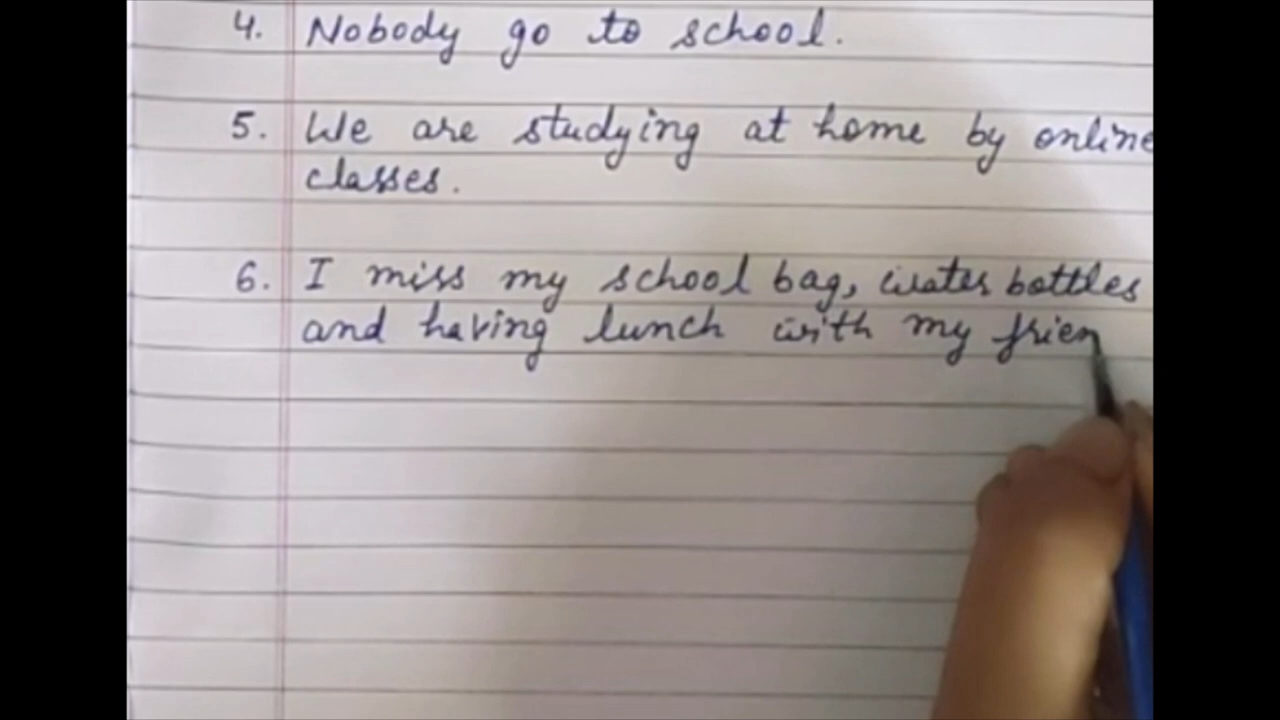 4. Nobody go to school.
5. We are studying at home by online
classes.
6. I miss my school bag, water bottles
and having lunch with my frien